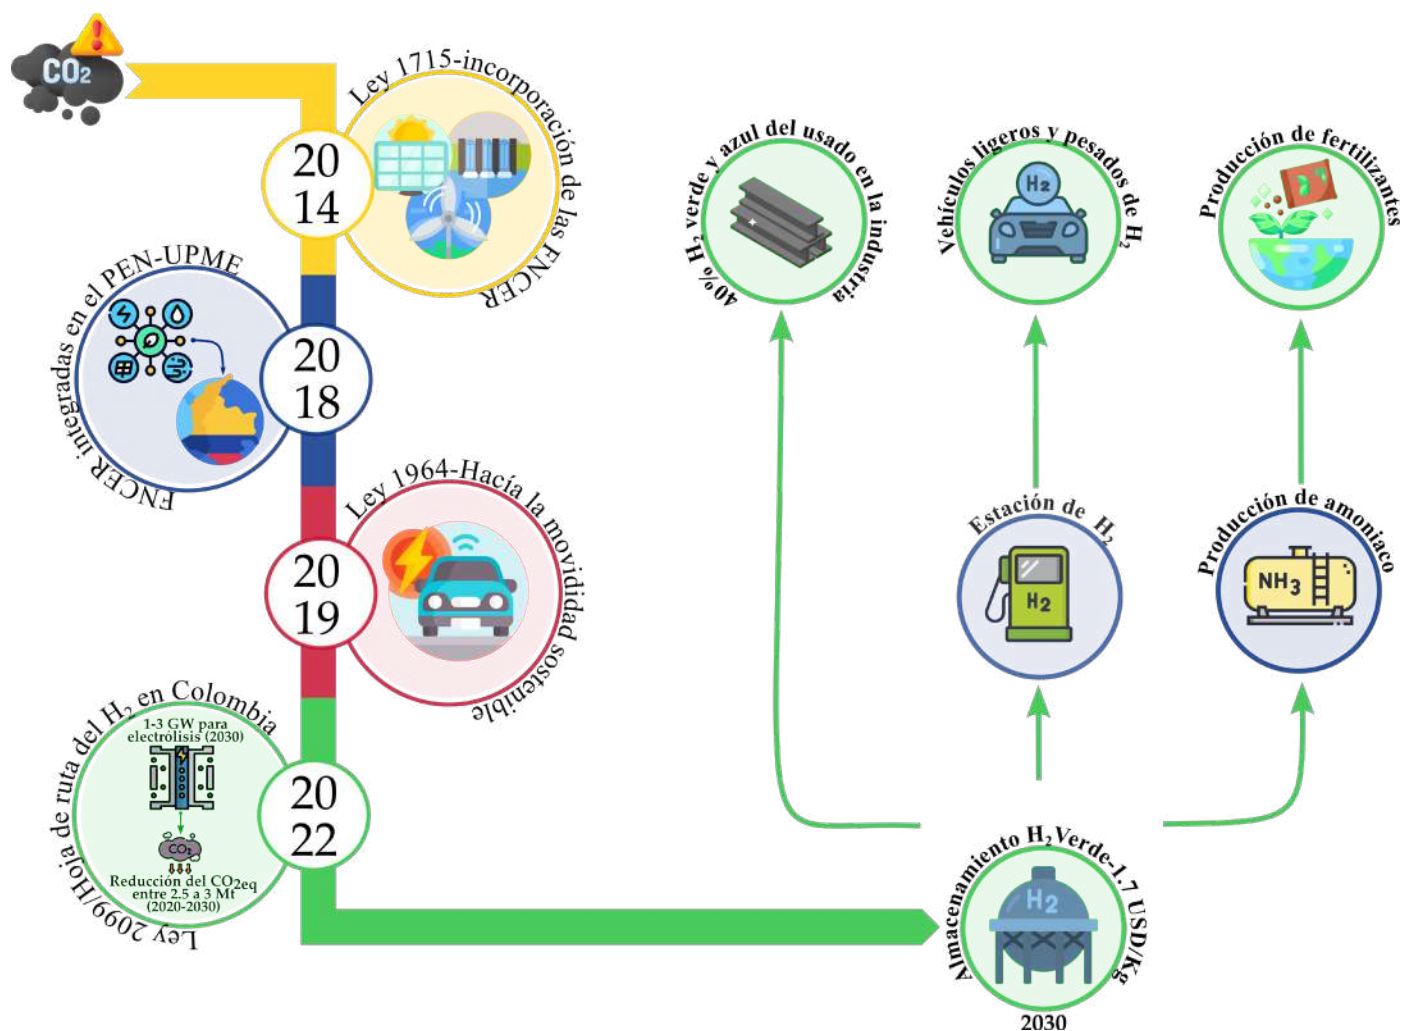 CO2
20
14
Ley 1715-incorporación de las FNCER
FNCER integradas en el PEN-UPME
20
18
Ley 1964-Hacía la movididad sostenible
20
19
Ley 2099/Hoja de ruta del H2 en Colombia
1-3 GW para
electrólisis (2030)
CO2
Reducción del CO2eq
entre 2.5 a 3 Mt
(2020-2030)
20
22
40% H2 verde y azul del usado en la industria
Vehículos ligeros y pesados de H2
H2
Producción de fertilizantes
Estación de H2
H2
Producción de amoniaco
NH3
Almacenamiento H2 Verde-1.7 USD/Kg
H2
2030